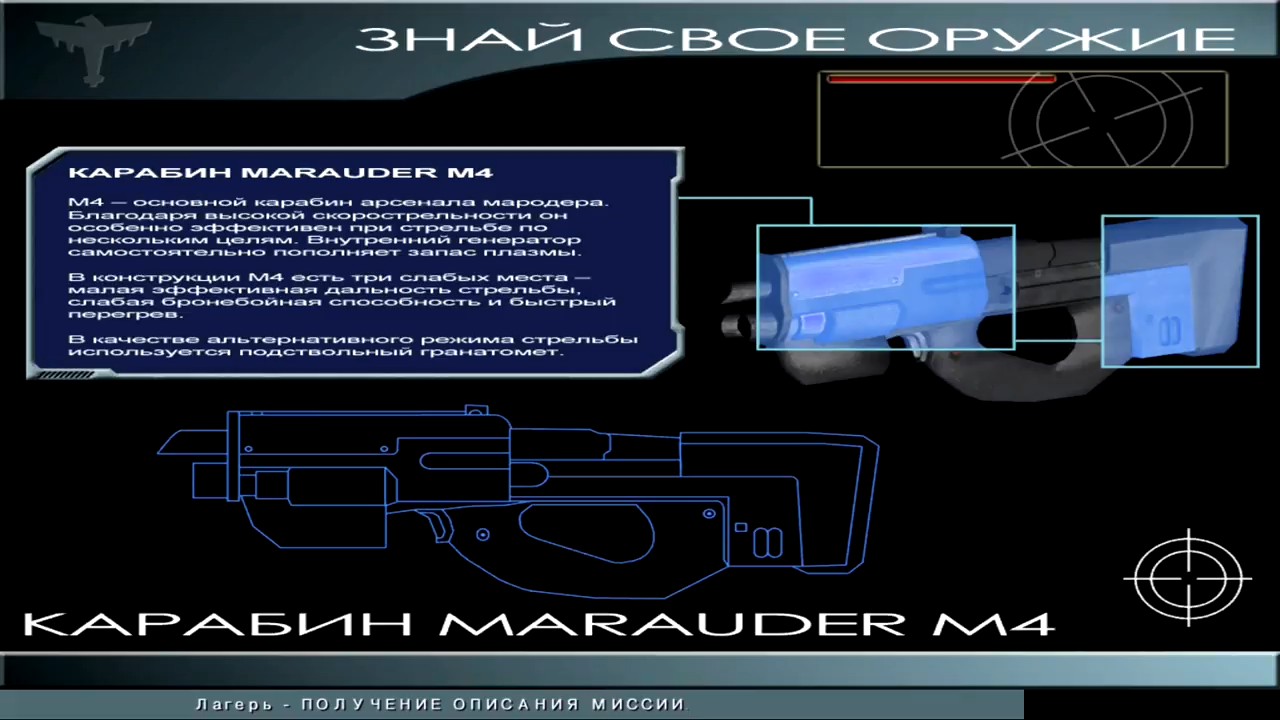 ЗНАЙ СВОЕ ОРУЖИЕ
КАРАБИН MARAUDER M4
M4 — основной карабин арсенала мародера.
Благодаря высокой скорострельности он
особенно эффективен при стрельбе по
нескольким целям. Внутренний генератор
самостоятельно пополняет запас плазмы.
В конструкции M4 есть три слабых места —
малая эффективная дальность стрельбы,
слабая бронебойная способность и быстрый
перегрев.
В качестве альтернативного режима стрельбы
используется подствольный гранатомет.
КАРАБИН MARAUDER M4
Лагерь - ПОЛУЧЕНИЕ ОПИСАНИЯ МИССИИ.